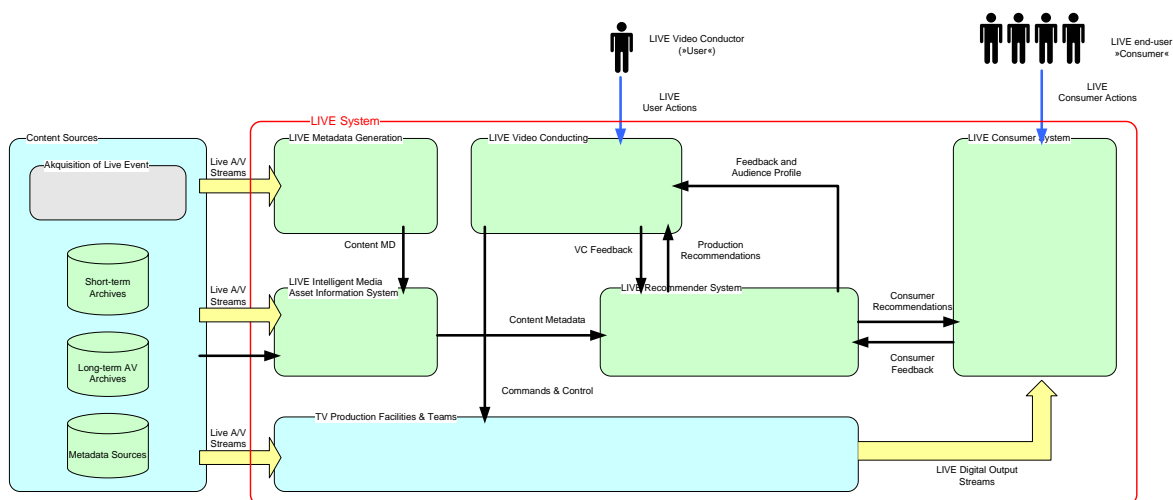 LIVE Video Conductor
(»User«)
LIVE end-user
»Consumer«
LIVE
User Actions
LIVE
Consumer Actions
LIVE System
Content Sources
LIVE Metadata Generation
LIVE Video Conducting
LIVE Consumer System
Akquisition of Live Event
Live A/V
Streams
Feedback and
Audience Profile
Content MD
VC Feedback
Production
Recommendations
Short-term
Archives
Live A/V
Streams
LIVE Intelligent Media
Asset Information System
LIVE Recommender System
Consumer
Recommendations
Content Metadata
Long-term AV
Archives
Consumer
Feedback
Commands & Control
TV Production Facilities & Teams
Live A/V
Streams
Metadata Sources
LIVE Digital Output
Streams